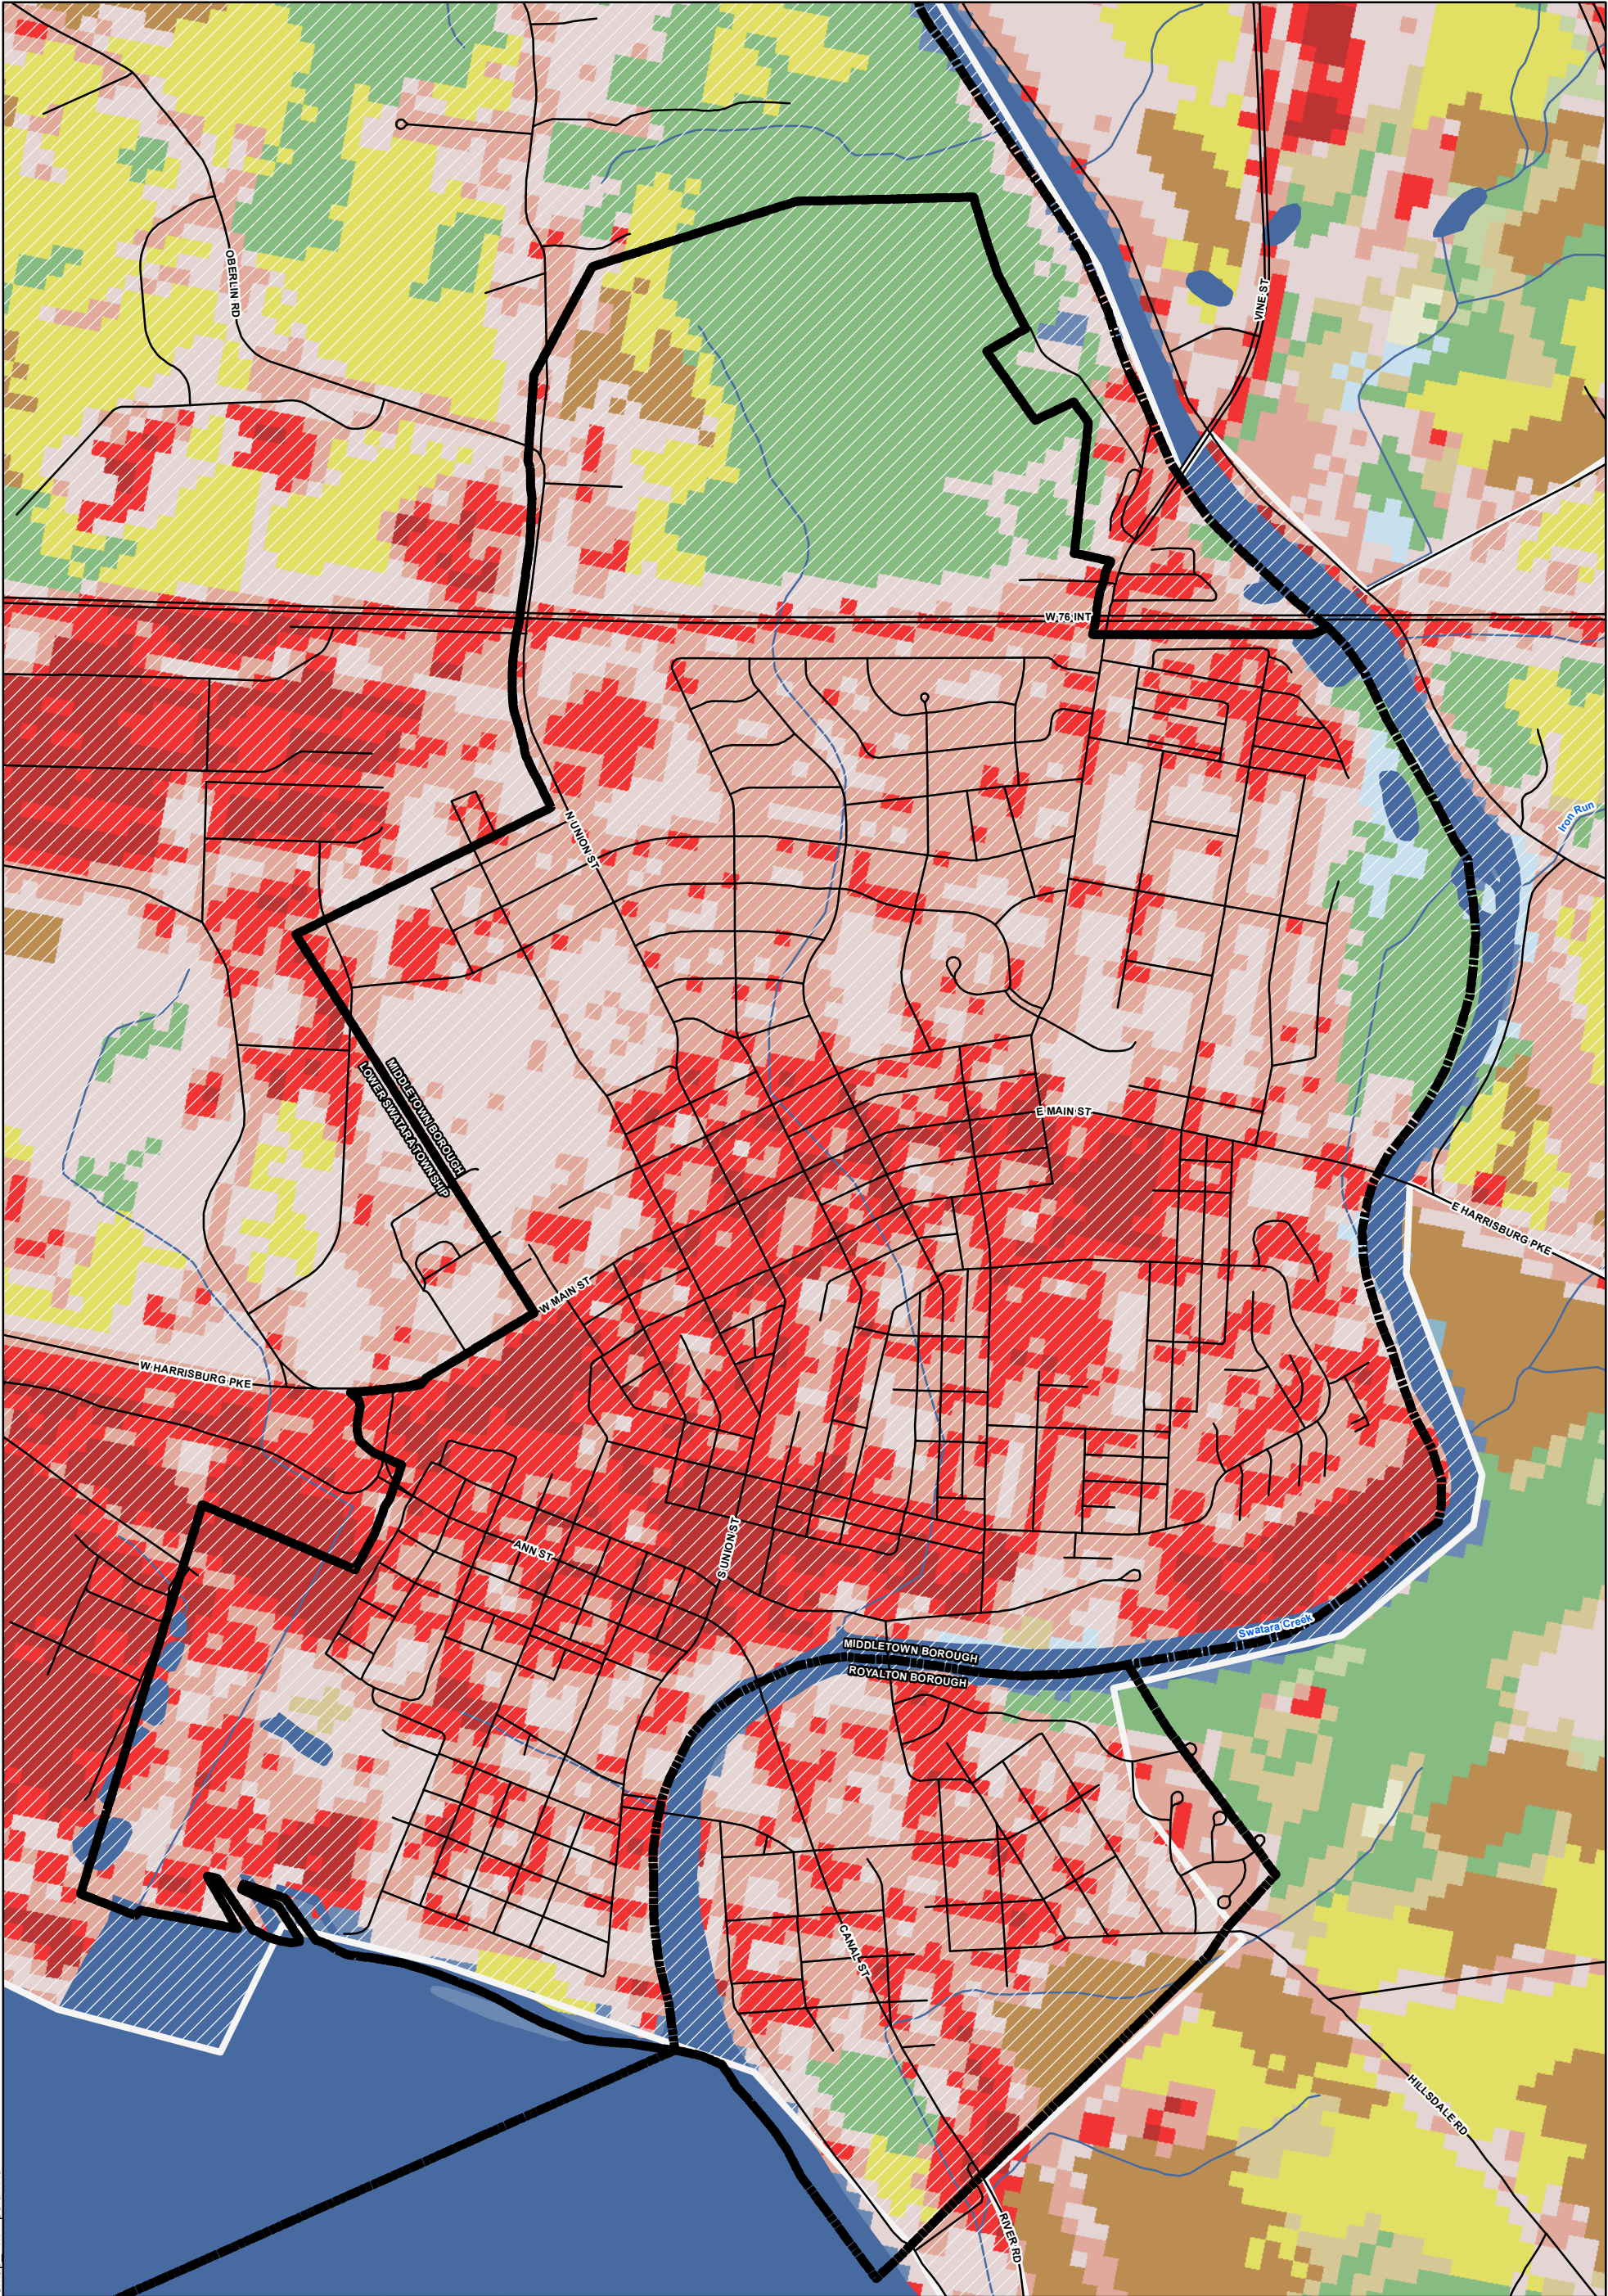 OBERLIN RD
VINE ST
W 76 INT
N UNION ST
Iron Run
MIDDLETOWN BOROUGH
LOWER SWATARA TOWNSHIP
E MAIN ST
E HARRISBURG PKE
W MAIN ST
W HARRISBURG PKE
ANN ST
S UNION ST
Swatara Creek
MIDDLETOWN BOROUGH
ROYALTON BOROUGH
CANAL ST
HILLSDALE RD
RIVER RD